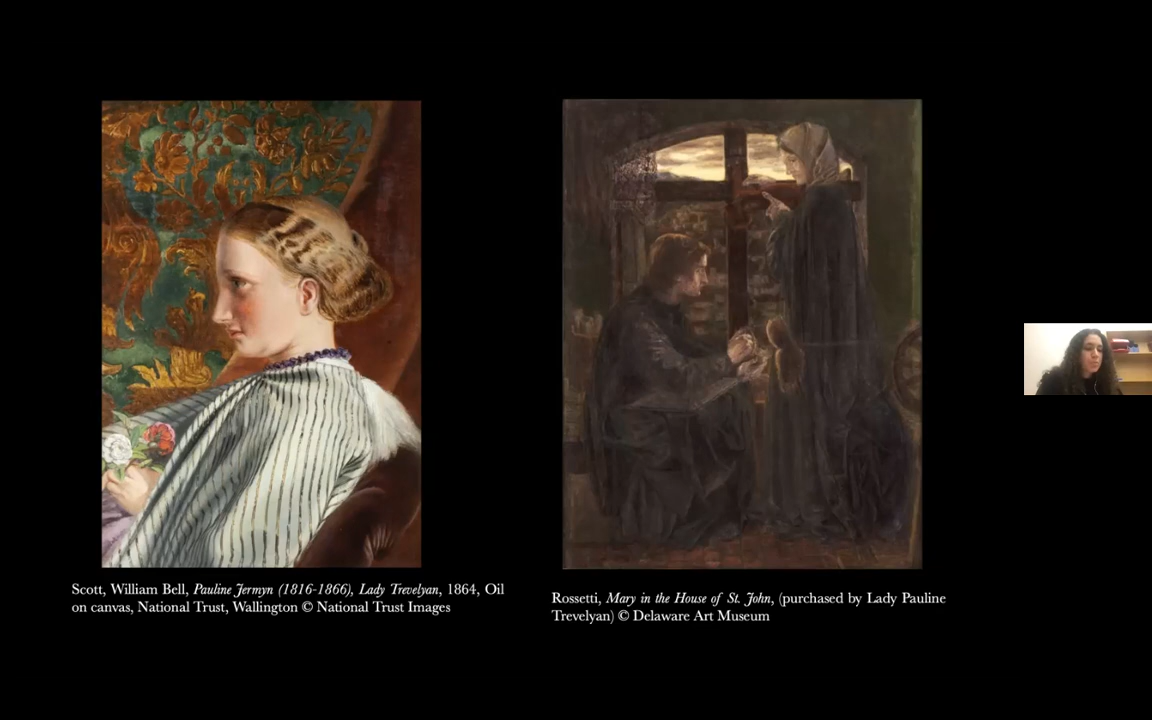 Scott, William Bell, Pauline Jermyn (1816-1866), Lady Trevelyan, 1864, Oil
on canvas, National Trust, Wallington © National Trust Images
Rossetti, Mary in the House of St. John, (purchased by Lady Pauline
Trevelyan) © Delaware Art Museum